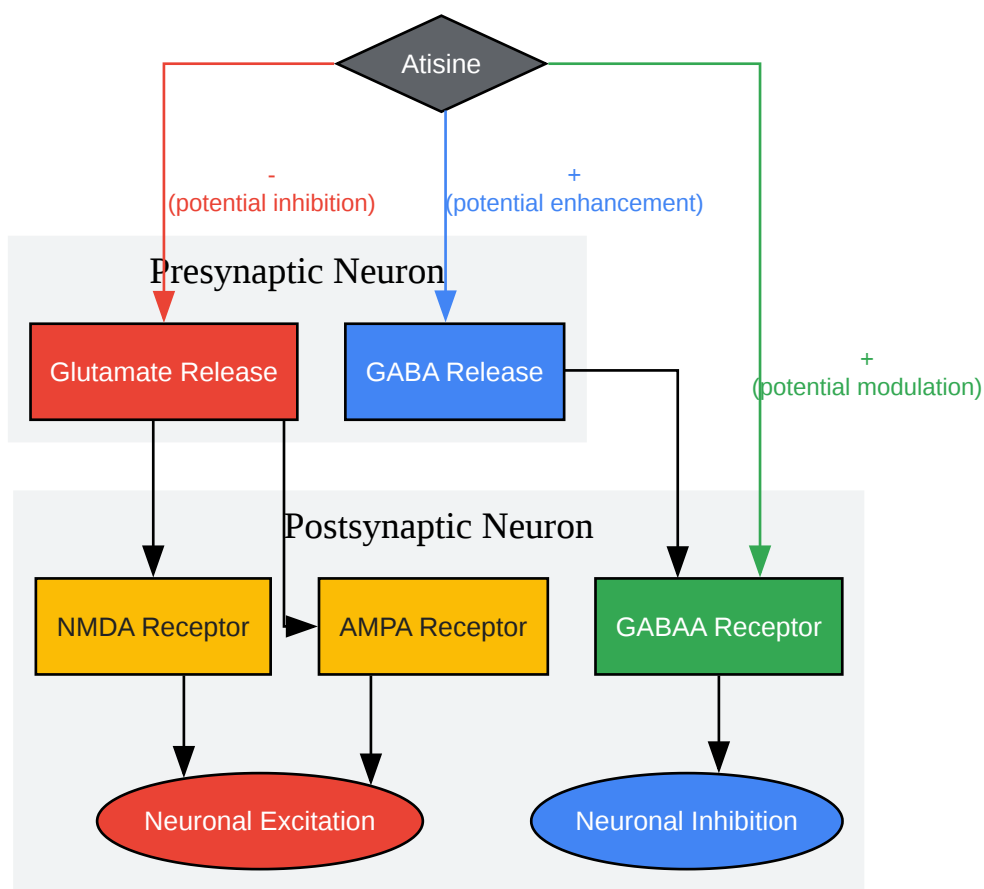 Atisine
-
(potential inhibition)
+
(potential enhancement)
Presynaptic Neuron
Glutamate Release
GABA Release
+
(potential modulation)
Postsynaptic Neuron
NMDA Receptor
AMPA Receptor
GABAA Receptor
Neuronal Excitation
Neuronal Inhibition